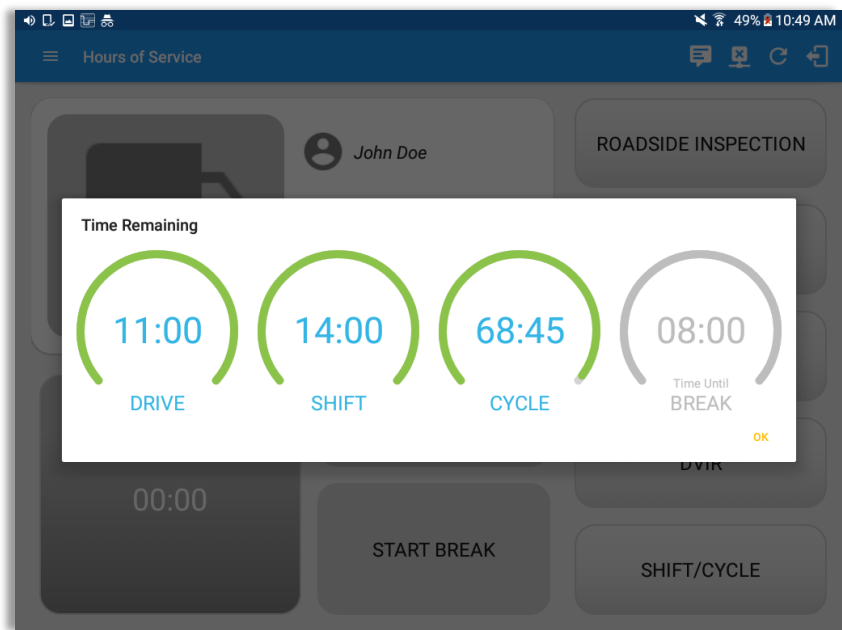 49% 10:49 AM
Hours of Service
John Doe
ROADSIDE INSPECTION
Time Remaining
11:00
DRIVE
14:00
SHIFT
68:45
CYCLE
08:00
Time Until
BREAK
OK
DVIR
00:00
START BREAK
SHIFT/CYCLE